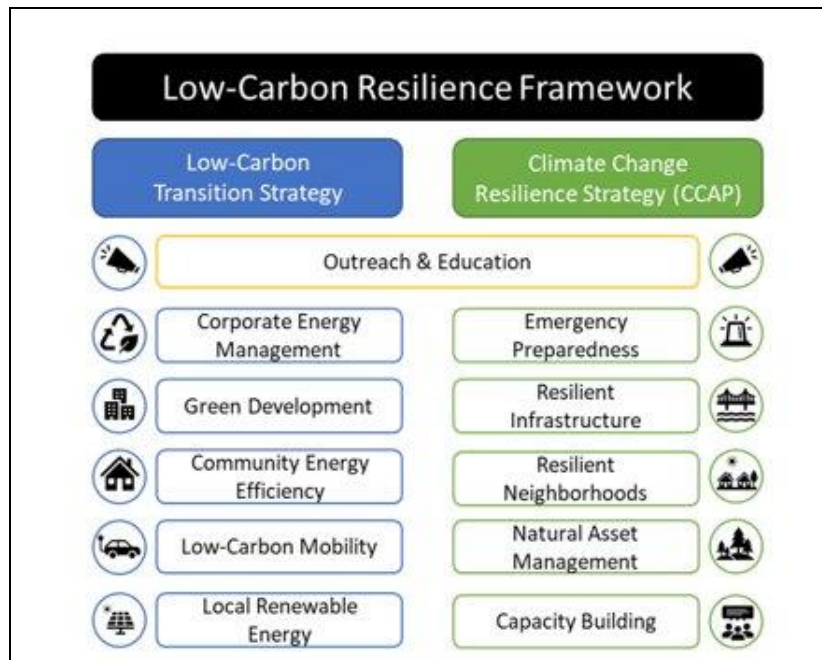 Low-Carbon Resilience Framework
Low-Carbon
Transition Strategy
Climate Change
Resilience Strategy (CCAP)
Outreach & Education
Corporate Energy
Management
Emergency
Preparedness
Green Development
Resilient
Infrastructure
Community Energy
Efficiency
Resilient
Neighborhoods
Low-Carbon Mobility
Natural Asset
Management
Local Renewable
Energy
Capacity Building